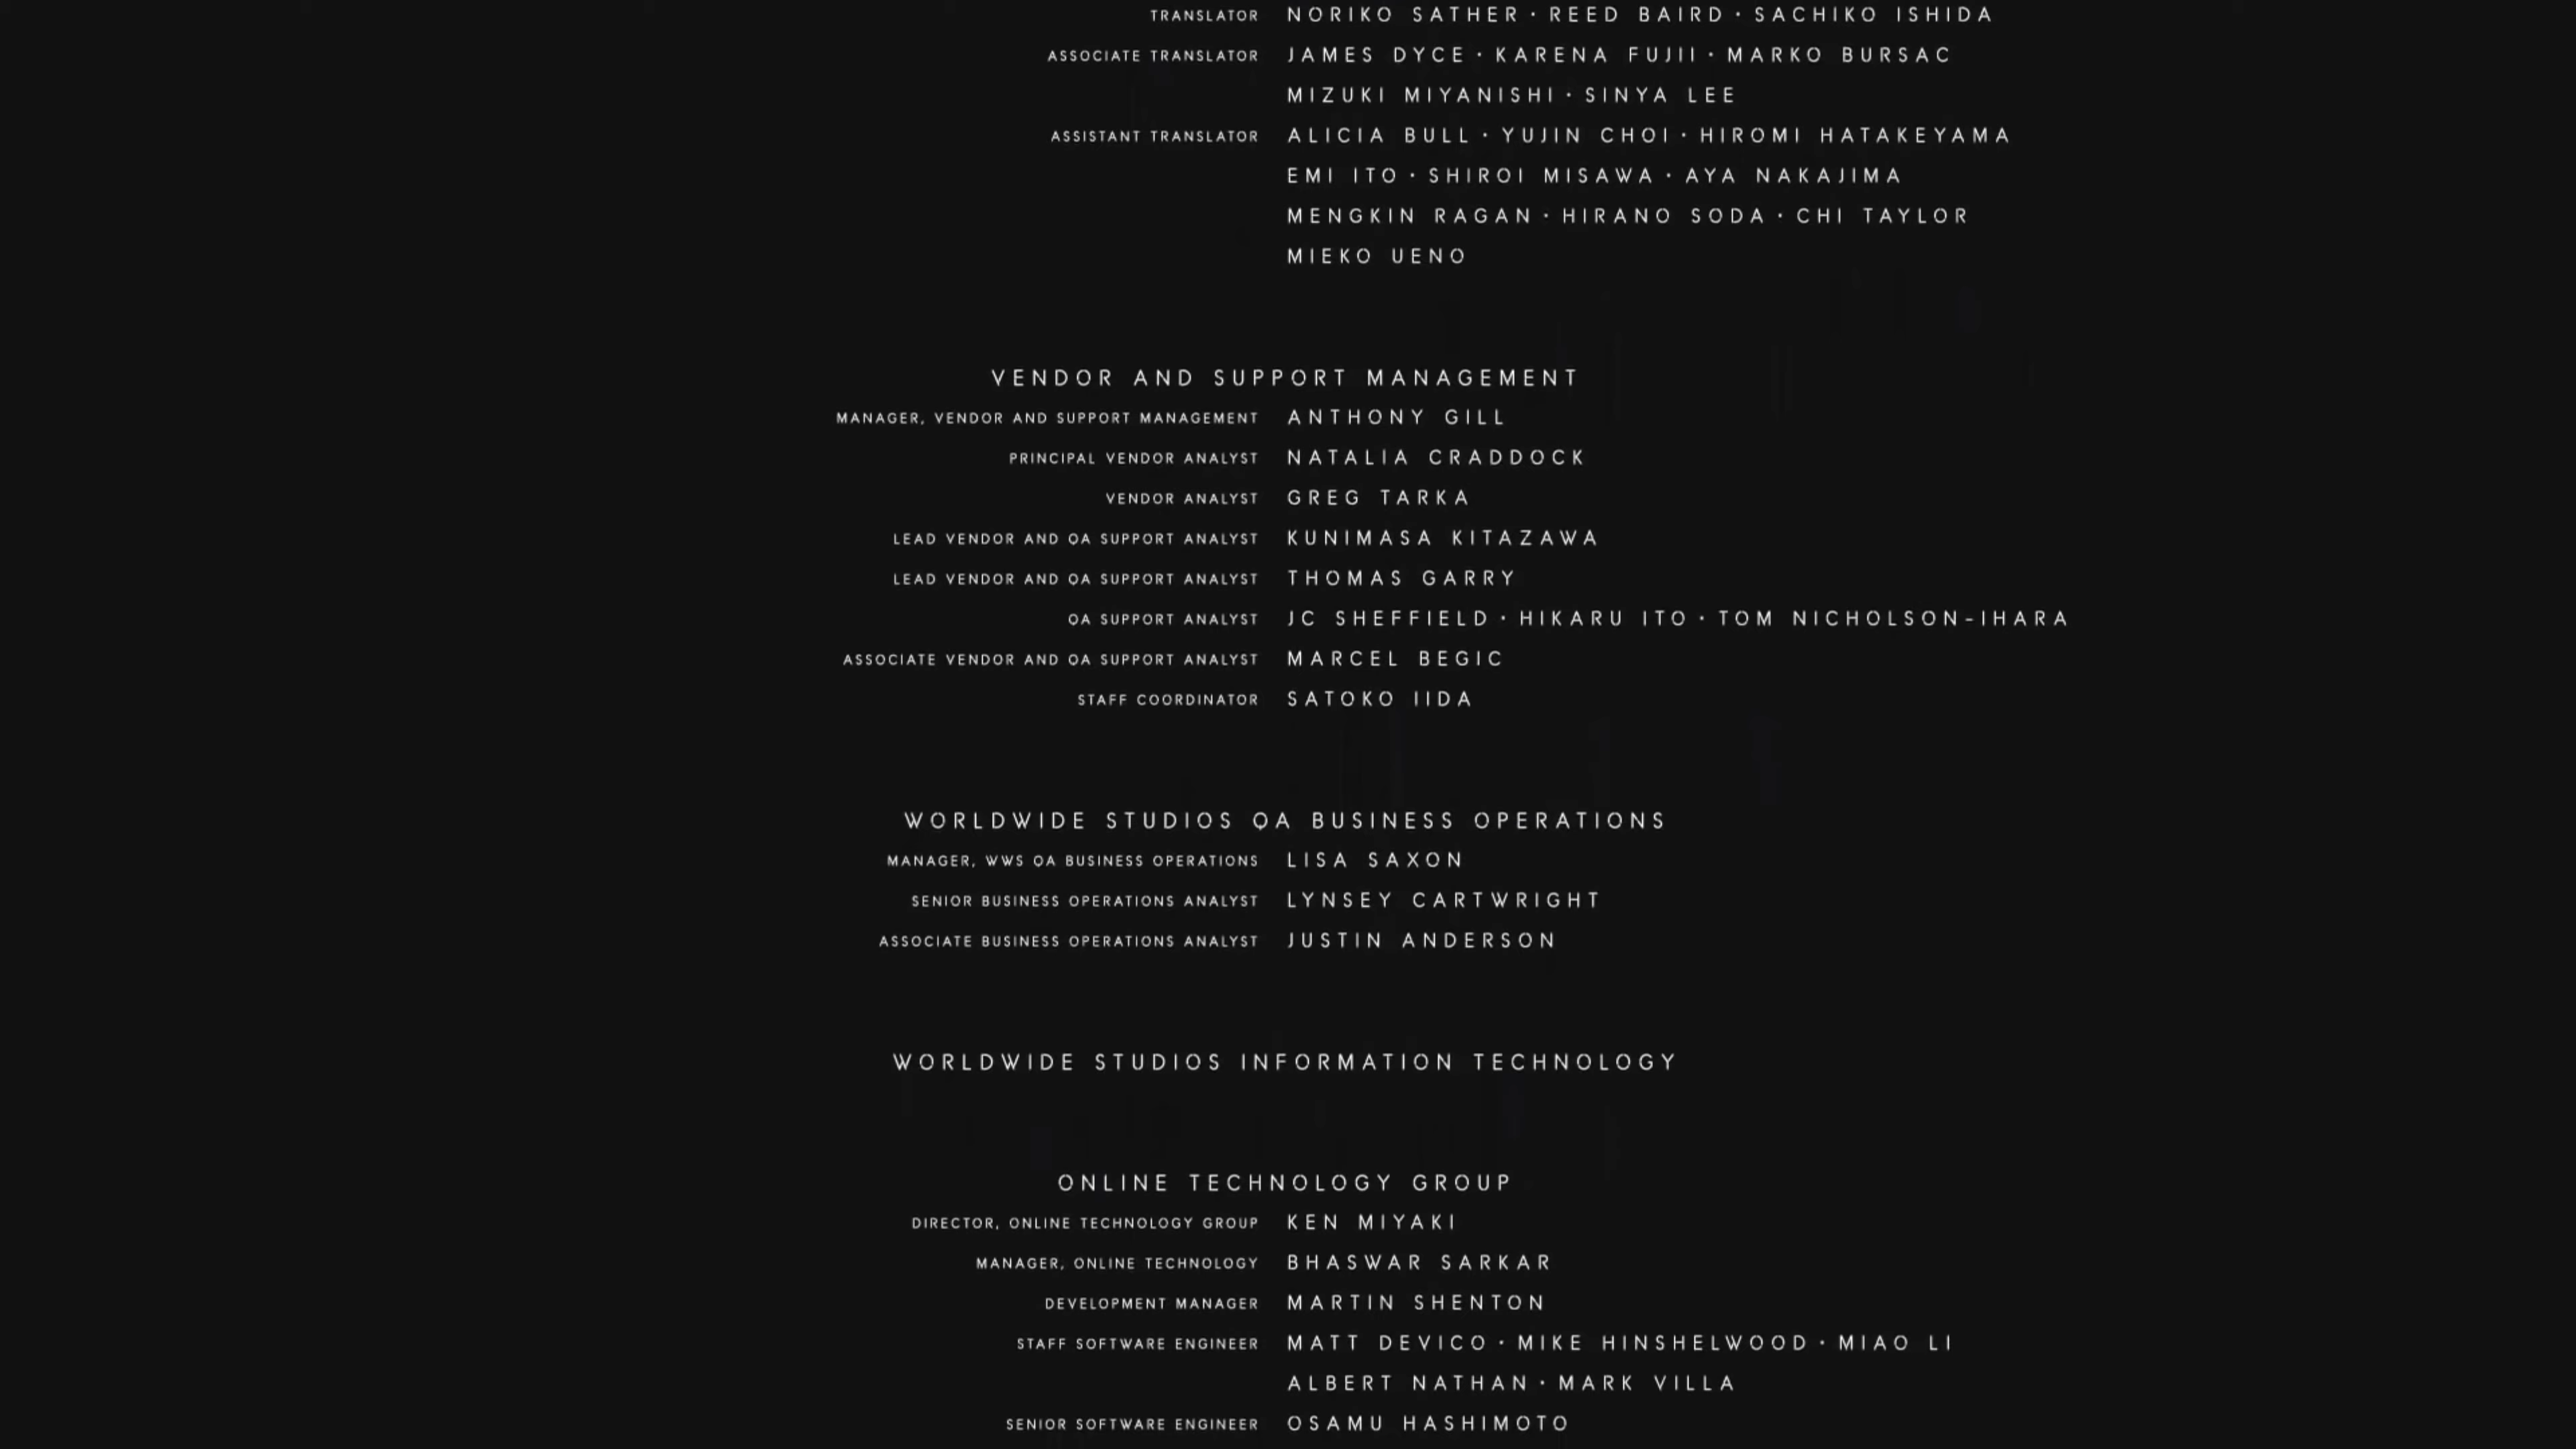 TRANSLATOR NORIKO SATHER · REED BAIRD · SACHIKO ISHIDA
ASSOCIATE TRANSLATOR JAMES DYCE · KARENA FUJII · MARKO BURSAC
MIZUKI MIYANISHI · SINYA LEE
ASSISTANT TRANSLATOR ALICIA BULL · YUJIN CHOI · HIROMI HATAKEYAMA
EMI ITO · SHIROI MISAWA · AYA NAKAJIMA
MENGKIN RAGAN · HIRANO SODA · CHI TAYLOR
MIEKO UENO
VENDOR AND SUPPORT MANAGEMENT
MANAGER, VENDOR AND SUPPORT MANAGEMENT ANTHONY GILL
PRINCIPAL VENDOR ANALYST NATALIA CRADDOCK
VENDOR ANALYST GREG TARKA
LEAD VENDOR AND QA SUPPORT ANALYST KUNIMASA KITAZAWA
LEAD VENDOR AND QA SUPPORT ANALYST THOMAS GARRY
QA SUPPORT ANALYST JC SHEFFIELD · HIKARU ITO · TOM NICHOLSON-IHARA
ASSOCIATE VENDOR AND QA SUPPORT ANALYST MARCEL BEGIC
STAFF COORDINATOR SATOKO IIDA
WORLDWIDE STUDIOS QA BUSINESS OPERATIONS
MANAGER, WWS QA BUSINESS OPERATIONS LISA SAXON
SENIOR BUSINESS OPERATIONS ANALYST LYNSEY CARTWRIGHT
ASSOCIATE BUSINESS OPERATIONS ANALYST JUSTIN ANDERSON
WORLDWIDE STUDIOS INFORMATION TECHNOLOGY
ONLINE TECHNOLOGY GROUP
DIRECTOR, ONLINE TECHNOLOGY GROUP KEN MIYAKI
MANAGER, ONLINE TECHNOLOGY BHASWAR SARKAR
DEVELOPMENT MANAGER MARTIN SHENTON
STAFF SOFTWARE ENGINEER MATT DEVICO · MIKE HINSHELWOOD · MIAO LI
ALBERT NATHAN · MARK VILLA
SENIOR SOFTWARE ENGINEER OSAMU HASHIMOTO